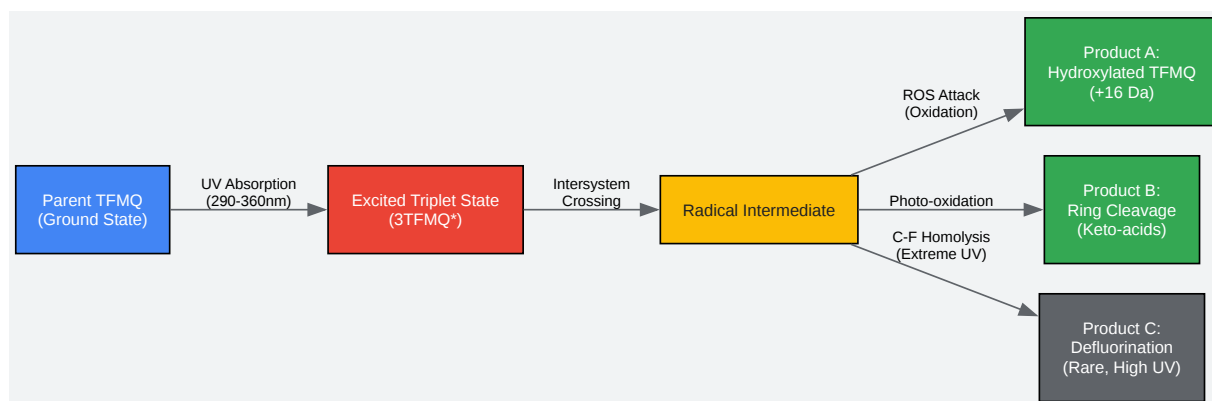 Parent TFMQ
(Ground State)
UV Absorption
(290-360nm)
Excited Triplet State
(3TFMQ*)
Intersystem
Crossing
Radical Intermediate
ROS Attack
(Oxidation)
Photo-oxidation
C-F Homolysis
(Extreme UV)
Product A:
Hydroxylated TFMQ
(+16 Da)
Product B:
Ring Cleavage
(Keto-acids)
Product C:
Defluorination
(Rare, High UV)